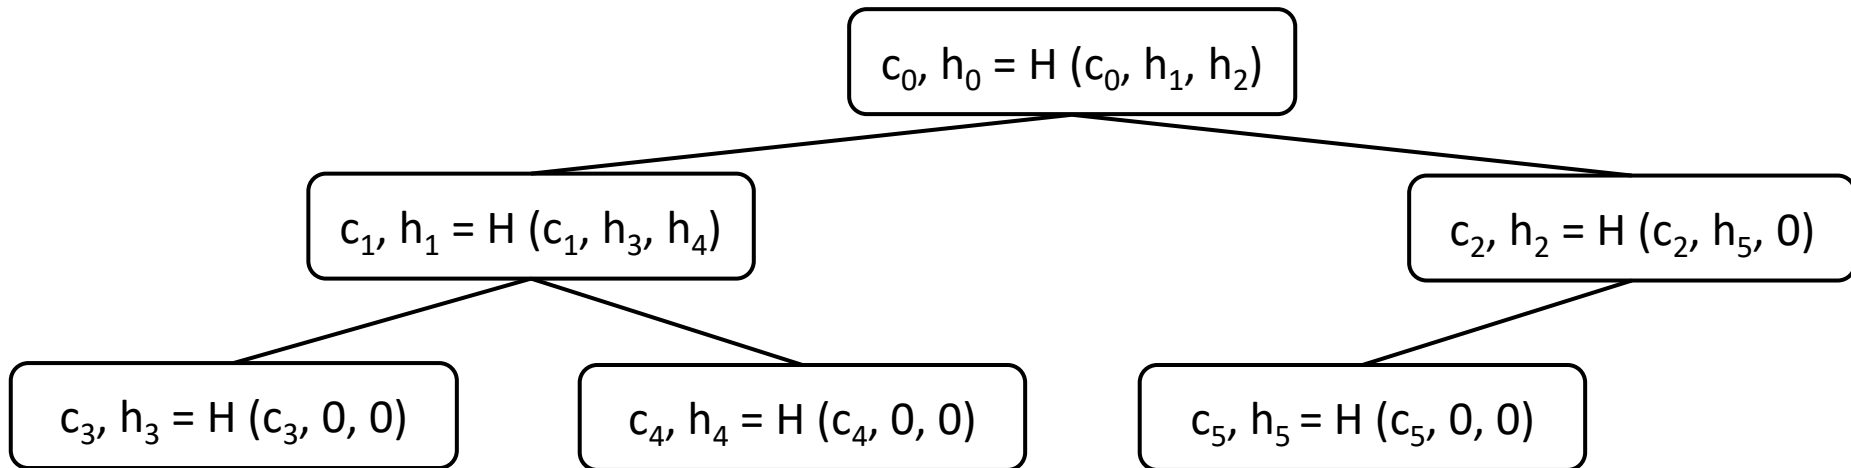 c₀, h₀ = H (c₀, h₁, h₂)
c₁, h₁ = H (c₁, h₃, h₄)
c₂, h₂ = H (c₂, h₅, 0)
c₃, h₃ = H (c₃, 0, 0)
c₄, h₄ = H (c₄, 0, 0)
c₅, h₅ = H (c₅, 0, 0)